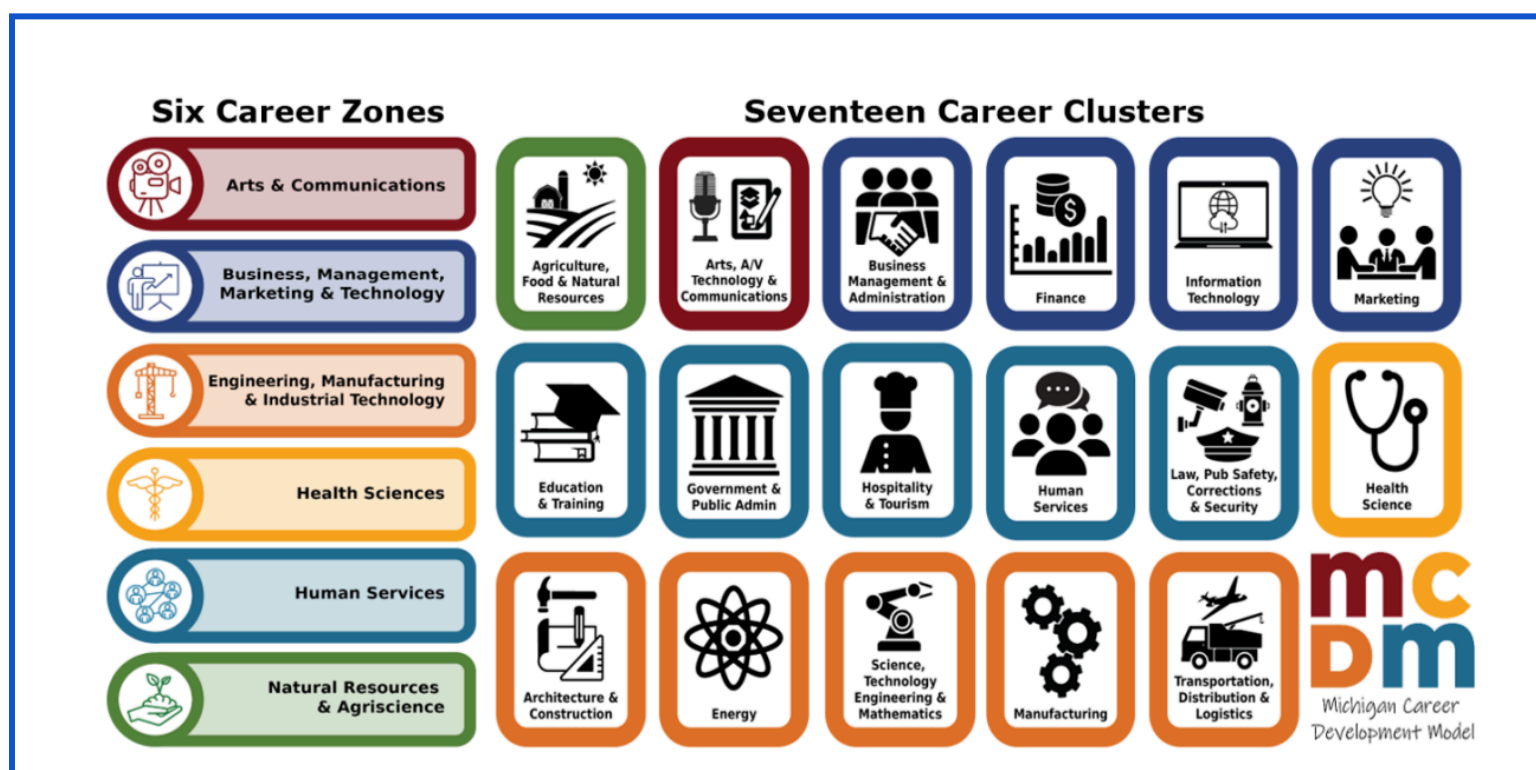 Six Career Zones
Seventeen Career Clusters
Arts & Communications
Business, Management,
Marketing & Technology
Engineering, Manufacturing
& Industrial Technology
Health Sciences
Human Services
Natural Resources
& Agriscience
Agriculture,
Food & Natural
Resources
Arts, A/V
Technology &
Communications
Business
Management &
Administration
Finance
Information
Technology
Marketing
Education
& Training
Government &
Public Admin
Hospitality
& Tourism
Human
Services
Law, Pub Safety,
Corrections
& Security
Health
Science
Architecture &
Construction
Energy
Science,
Technology
Engineering &
Mathematics
Manufacturing
Transportation,
Distribution &
Logistics
mc
Dm
Michigan Career
Development Model